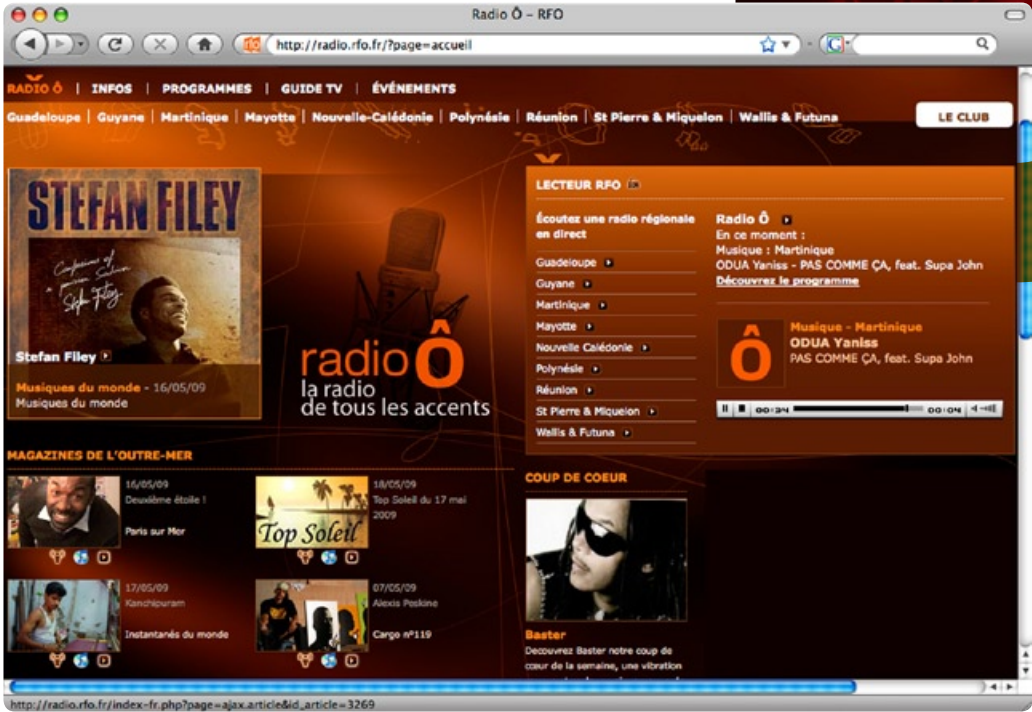 Radio Ô – RFO
http://radio.rfo.fr/?page=accueil
RADIO Ô | INFOS | PROGRAMMES | GUIDE TV | ÉVÉNEMENTS
Guadeloupe | Guyane | Martinique | Mayotte | Nouvelle-Calédonie | Polynésie | Réunion | St Pierre & Miquelon | Wallis & Futuna
LE CLUB
STEFAN FILEY
Confessions of
a passion Soulman
Stefan Filey
Stefan Filey
Musiques du monde - 16/05/09
Musiques du monde
radio Ô
la radio
de tous les accents
LECTEUR RFO
Écoutez une radio régionale
en direct
Guadeloupe
Guyane
Martinique
Mayotte
Nouvelle Calédonie
Polynésie
Réunion
St Pierre & Miquelon
Wallis & Futuna
Radio Ô
En ce moment :
Musique : Martinique
ODUA Yaniss - PAS COMME ÇA, feat. Supa John
Découvrez le programme
Ô
Musique - Martinique
ODUA Yaniss
PAS COMME ÇA, feat. Supa John
00:34
00:04
MAGAZINES DE L'OUTRE-MER
16/05/09
Deuxième étoile !
Paris sur Mer
Top Soleil
18/05/09
Top Soleil du 17 mai
2009
17/05/09
Kanchipuram
Instantanés du monde
07/05/09
Alexis Peskine
Cargo n°119
COUP DE COEUR
Baster
Decouvrez Baster notre coup de
cœur de la semaine, une vibration
http://radio.rfo.fr/index-fr.php?page=ajax.article&id_article=3269